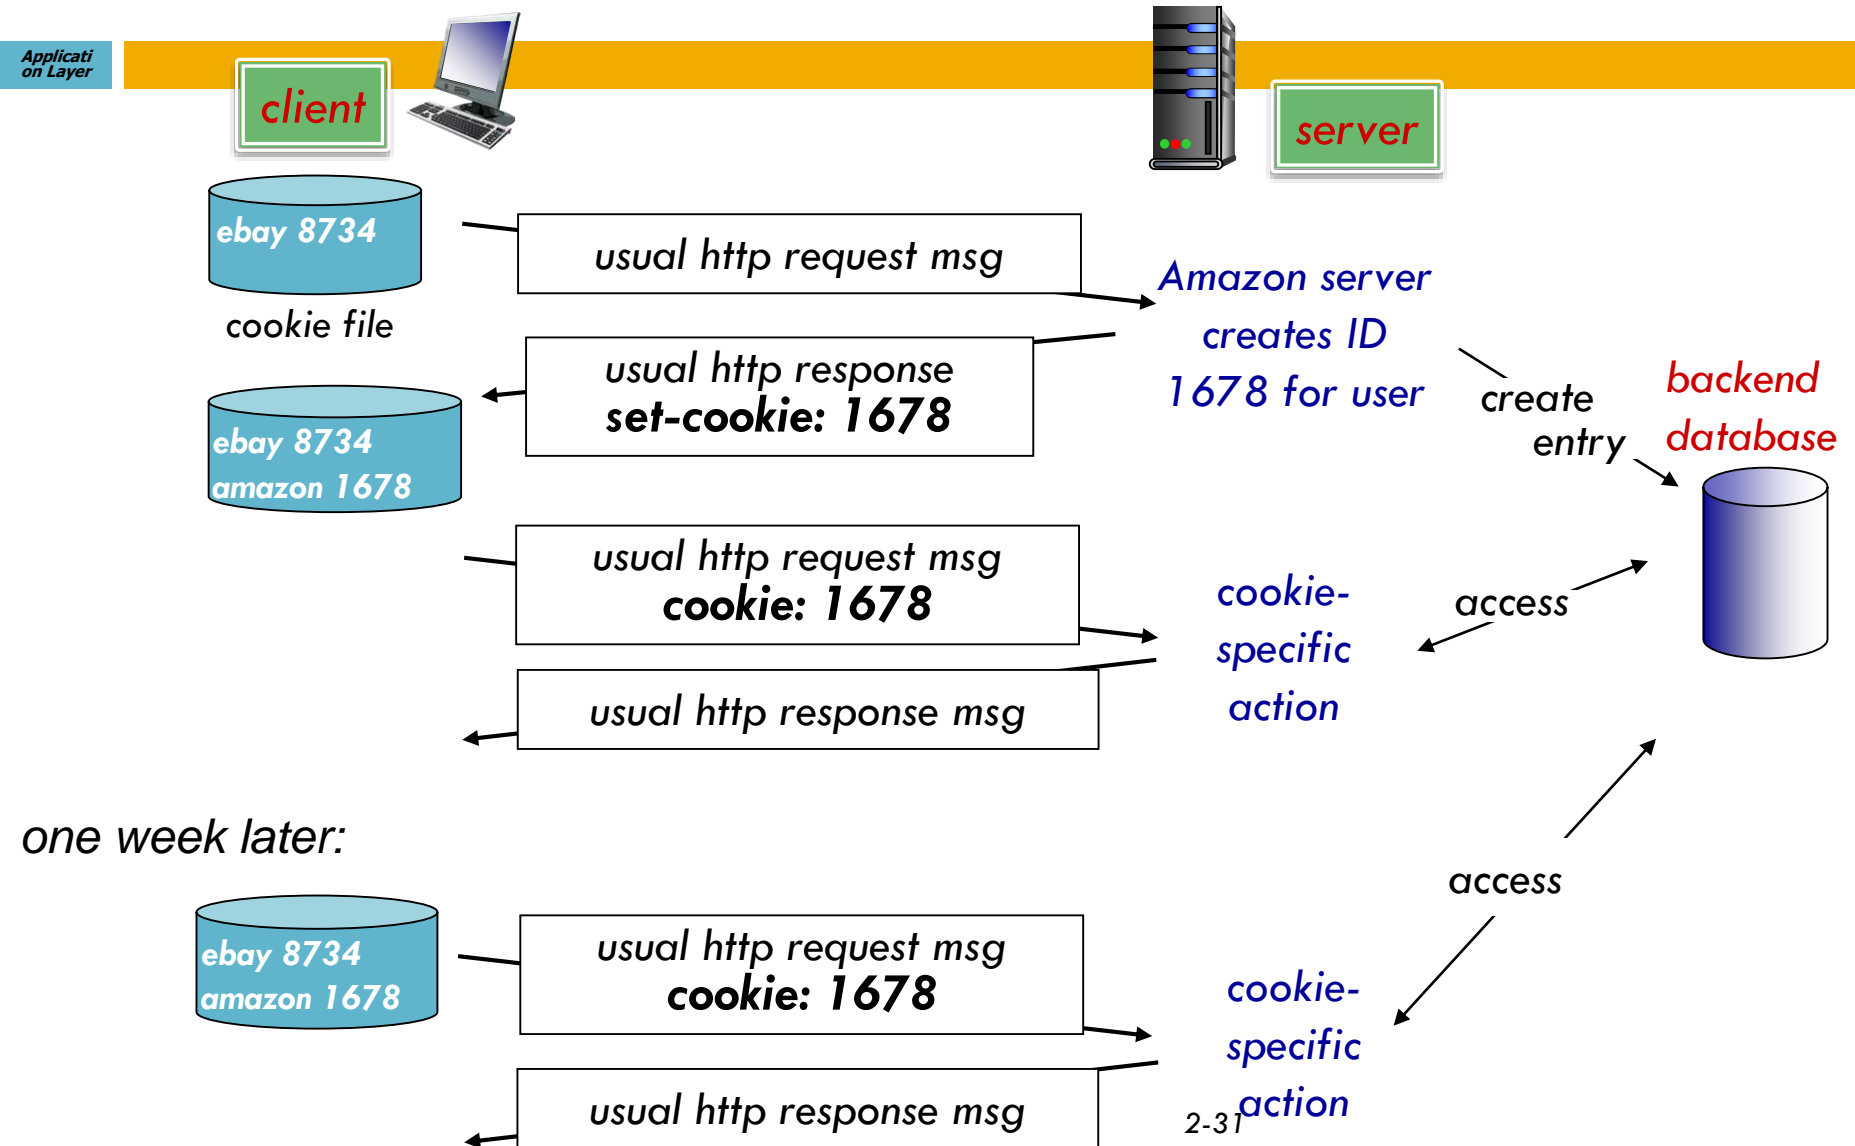 Applicati
on Layer
client
server
ebay 8734
cookie file
usual http request msg
Amazon server
creates ID
1678 for user
usual http response
set-cookie: 1678
create
entry
backend
database
ebay 8734
amazon 1678
usual http request msg
cookie: 1678
cookie-
specific
action
access
usual http response msg
one week later:
access
ebay 8734
amazon 1678
usual http request msg
cookie: 1678
cookie-
specific
action
usual http response msg
2-31